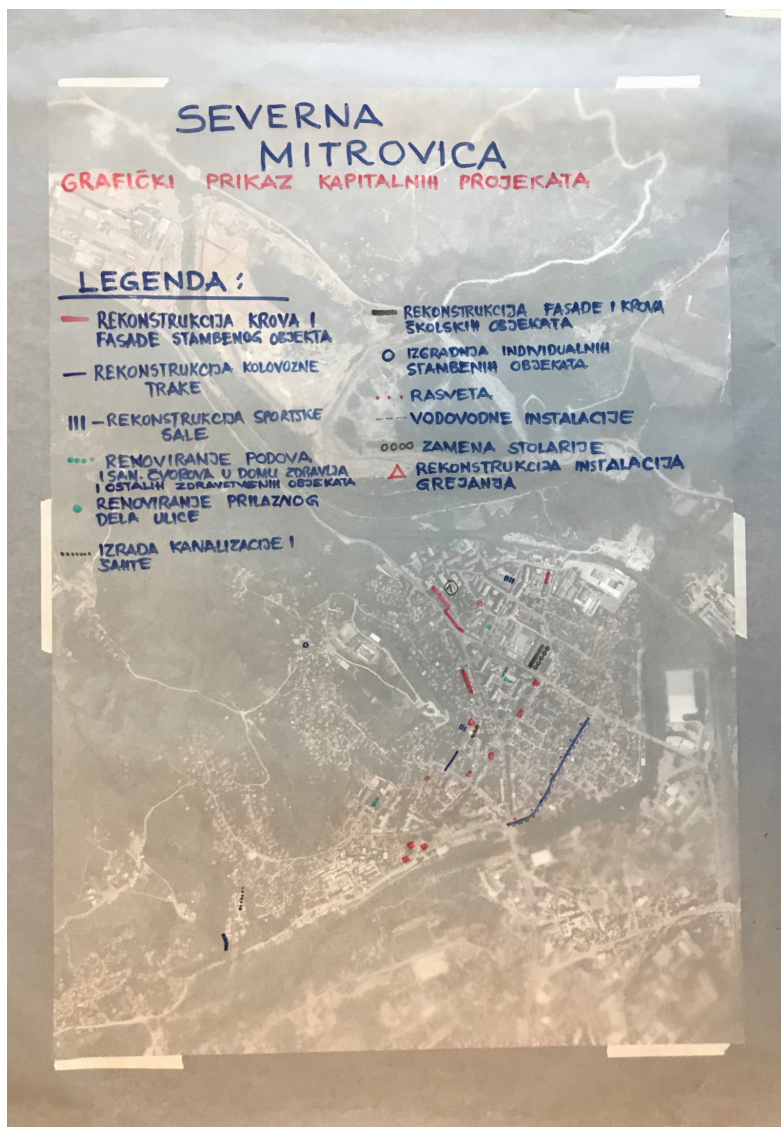 SEVERNA
MITROVICA
GRAFIČKI PRIKAZ KAPITALNIH PROJEKATA
LEGENDA:
REKONSTRUKCIJA KROVA I
FASADE STAMBENOG OBJEKTA
REKONSTRUKCIJA KOLOVOZNE
TRAKE
REKONSTRUKCIJA SPORTSKE
SALE
RENOVIRANJE PODOVA
I SAN. ČVOROVA U DOMU ZDRAVLJA
I OSTALIH ZDRAVSTVENIH OBJEKATA
RENOVIRANJE PRILAZNOG
DELA ULICE
IZRADA KANALIZACIJE I
ŠAHTE
REKONSTRUKCIJA FASADE I KROVA
ŠKOLSKIH OBJEKATA
IZGRADNJA INDIVIDUALNIH
STAMBENIH OBJEKATA
RASVETA
VODOVODNE INSTALACIJE
ZAMENA STOLARIJE
REKONSTRUKCIJA INSTALACIJA
GREJANJA